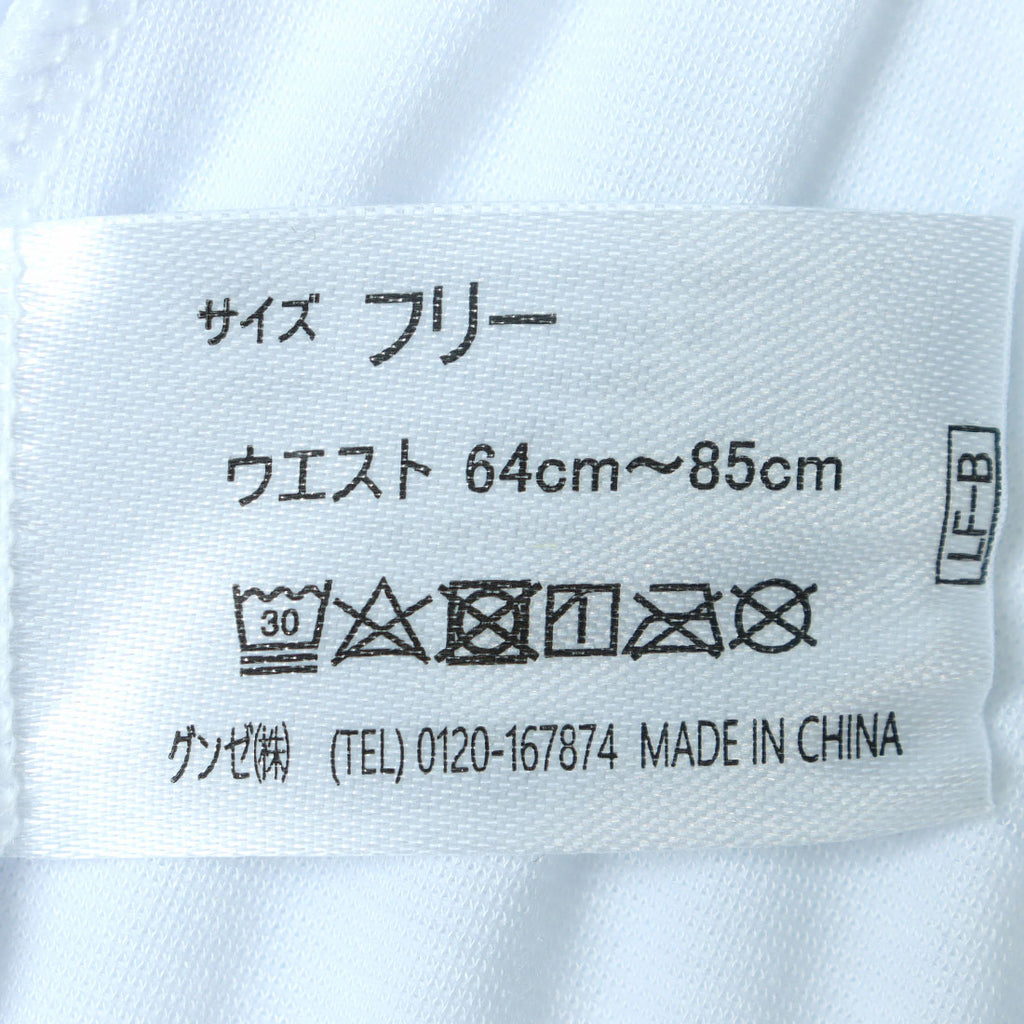 サイズ フリー
ウエスト 64cm～85cm
LF-B
30
グンゼ㈱ (TEL) 0120-167874 MADE IN CHINA